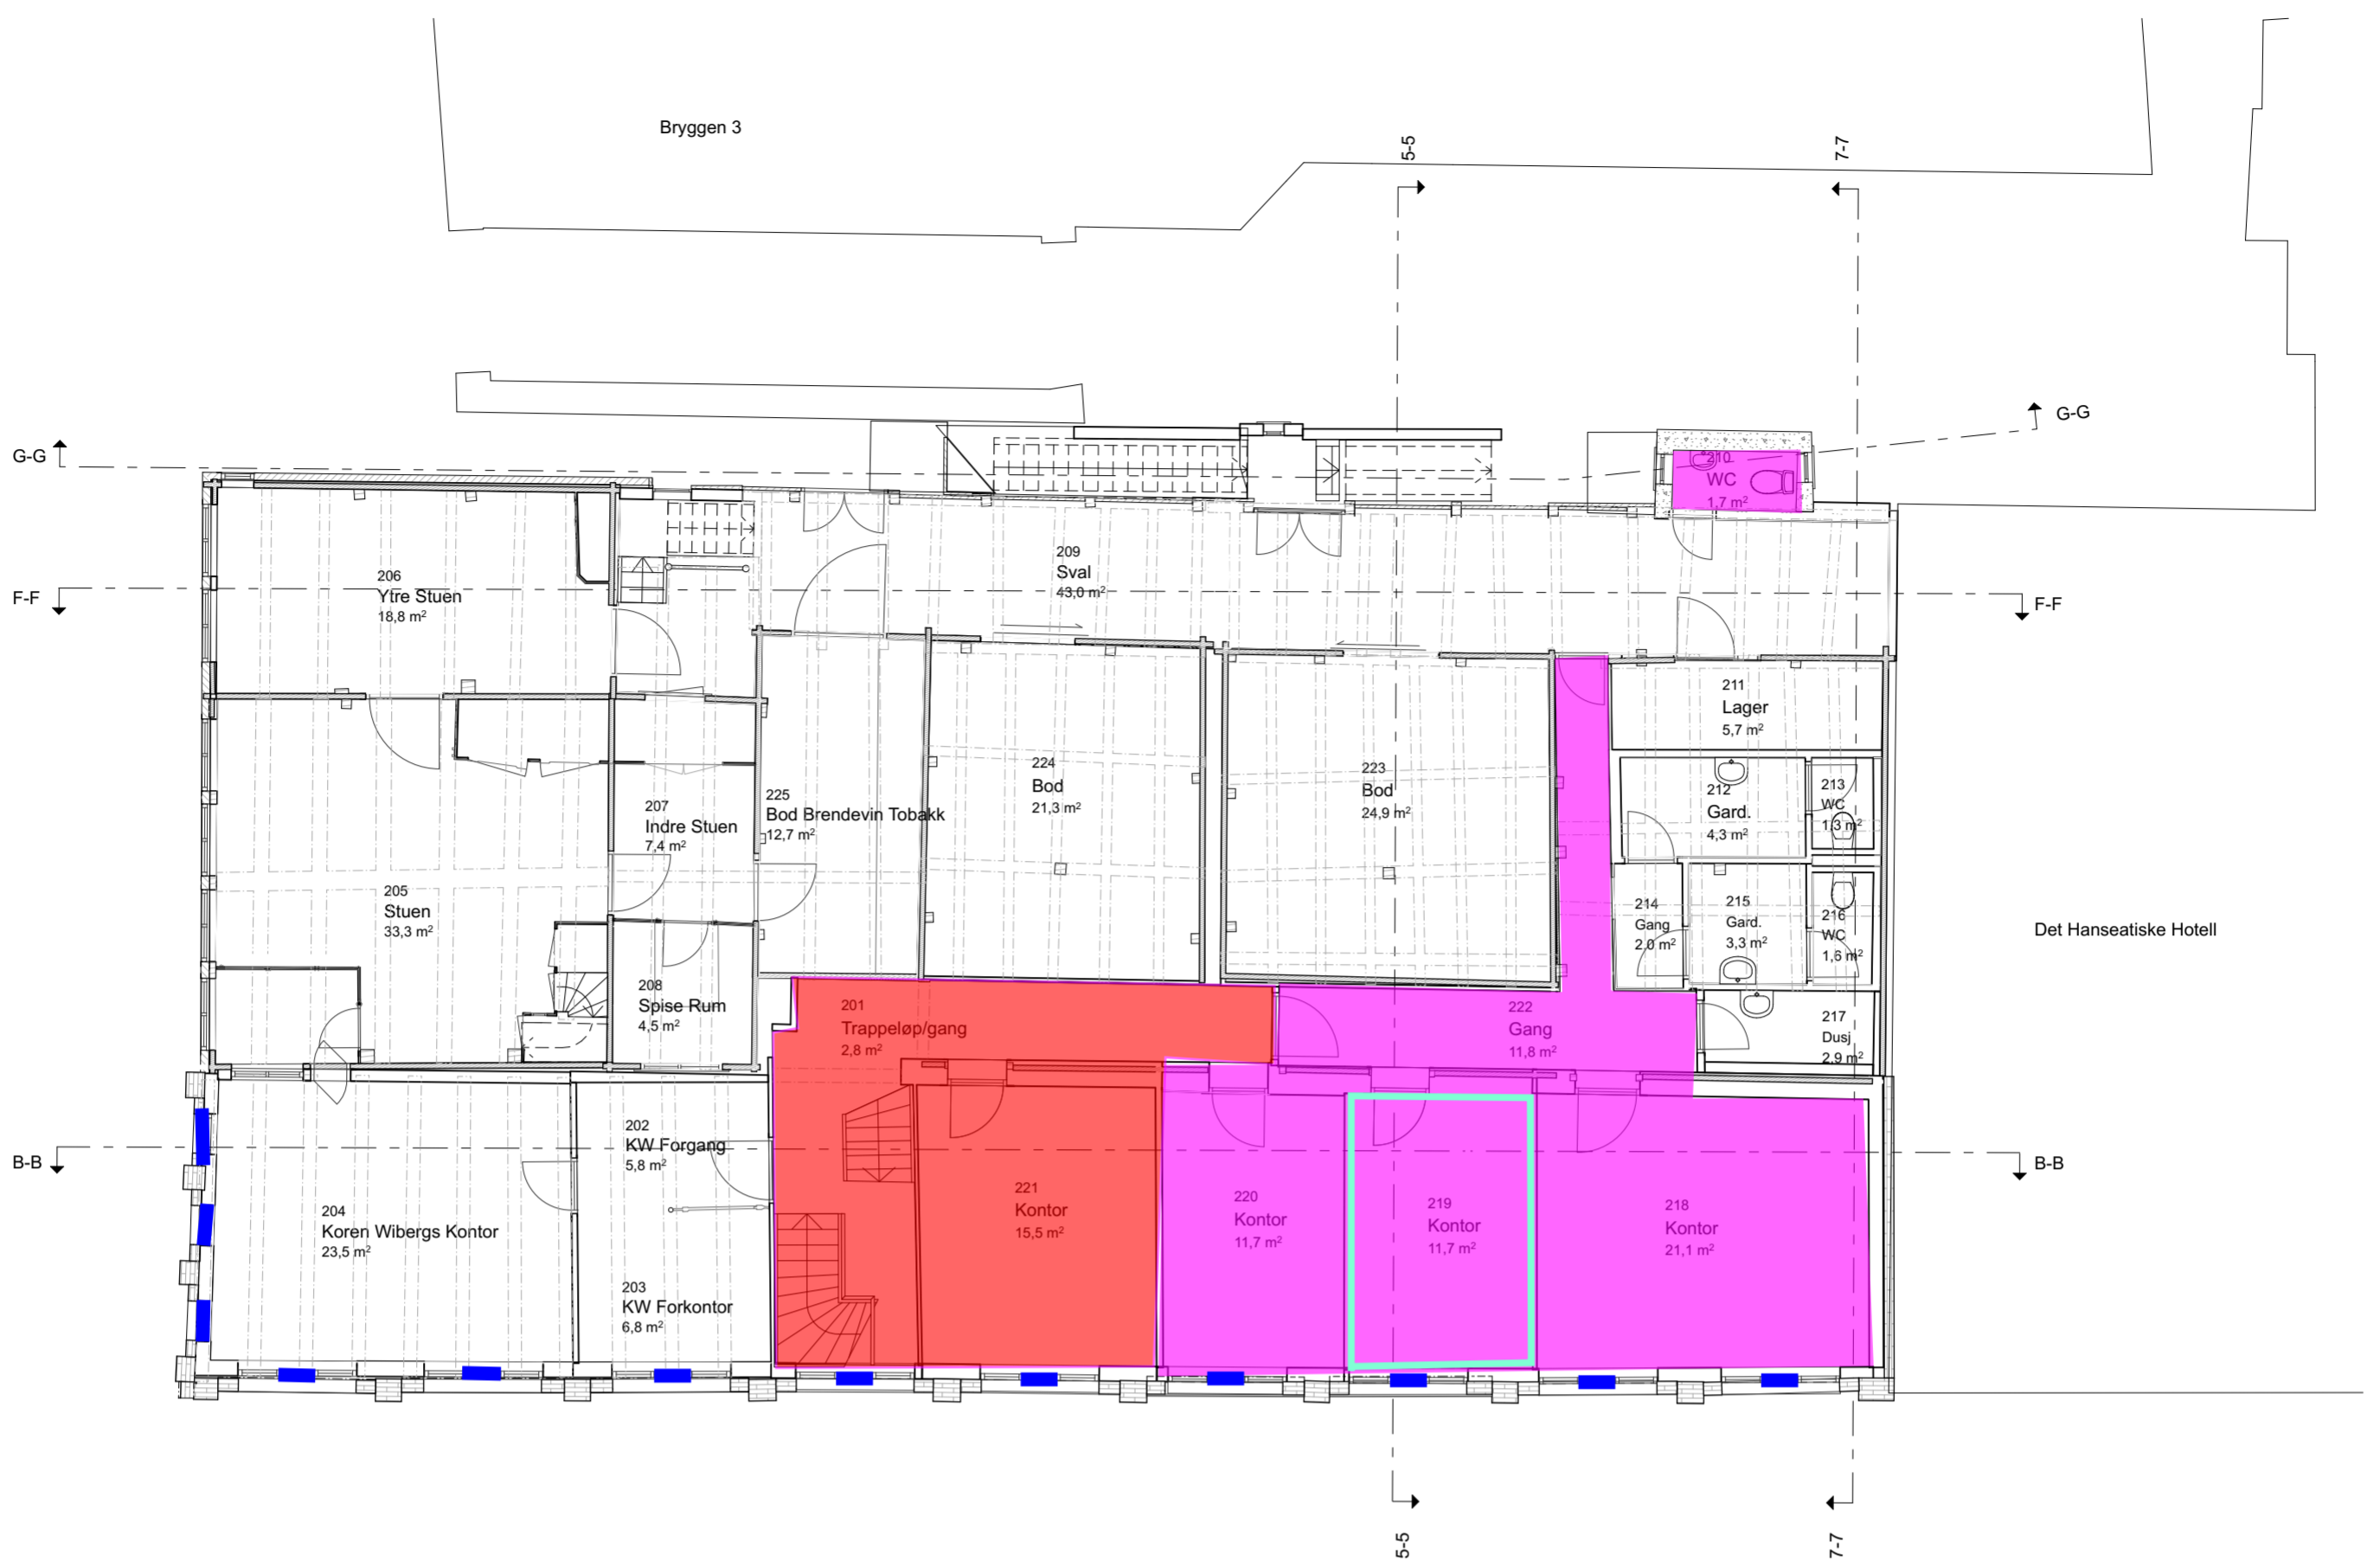 Bryggen 3
5-5
7-7
G-G
G-G
210
WC
1,7 m²
F-F
F-F
206
Ytre Stuen
18,8 m²
209
Sval
43,0 m²
211
Lager
5,7 m²
224
Bod
21,3 m²
223
Bod
24,9 m²
212
Gard.
4,3 m²
213
WC
1,3 m²
207
Indre Stuen
7,4 m²
225
Bod Brendevin Tobakk
12,7 m²
205
Stuen
33,3 m²
214
Gang
2,0 m²
215
Gard.
3,3 m²
216
WC
1,6 m²
Det Hanseatiske Hotell
208
Spise Rum
4,5 m²
201
Trappeløp/gang
2,8 m²
222
Gang
11,8 m²
217
Dusj
2,9 m²
B-B
B-B
202
KW Forgang
5,8 m²
204
Koren Wibergs Kontor
23,5 m²
203
KW Forkontor
6,8 m²
221
Kontor
15,5 m²
220
Kontor
11,7 m²
219
Kontor
11,7 m²
218
Kontor
21,1 m²
5-5
7-7